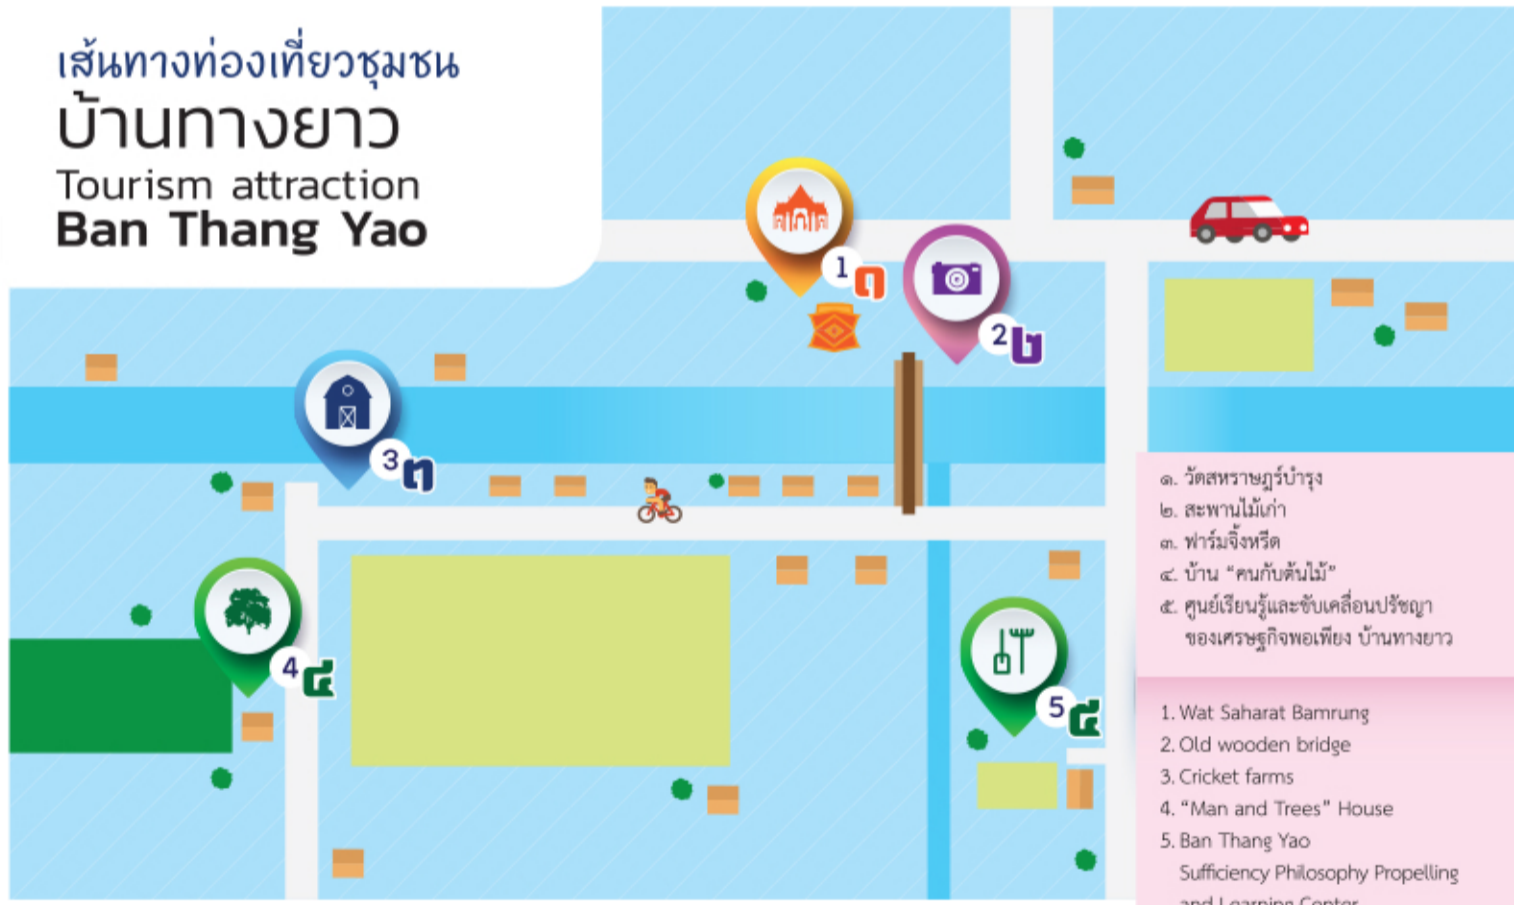 เส้นทางท่องเที่ยวชุมชน
บ้านทางยาว
Tourism attraction
Ban Thang Yao
1 ๑
2 ๒
3 ๓
4 ๔
5 ๔
๑. วัดสหราษฎร์บำรุง
๒. สะพานไม้เก่า
๓. ฟาร์มจิ้งหรีด
๔. บ้าน “คนกับต้นไม้”
๕. ศูนย์เรียนรู้และขับเคลื่อนปรัชญา
ของเศรษฐกิจพอเพียง บ้านทางยาว
1. Wat Saharat Bamrung
2. Old wooden bridge
3. Cricket farms
4. “Man and Trees” House
5. Ban Thang Yao
Sufficiency Philosophy Propelling
and Learning Center